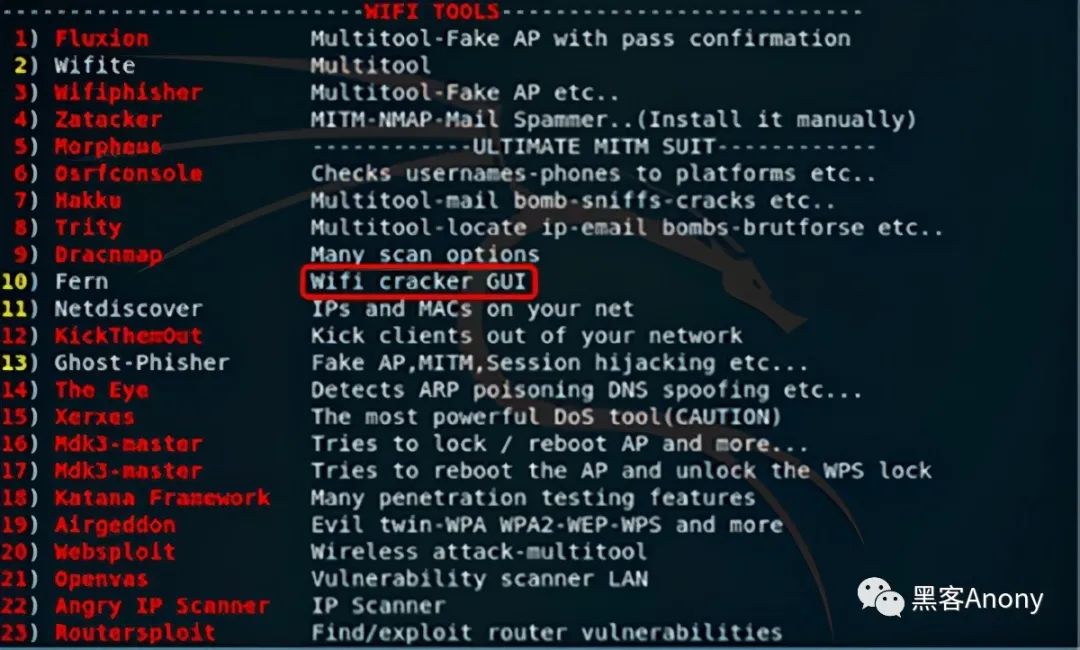 WIFI TOOLS
1) Fluxion Multitool-Fake AP with pass confirmation
2) Wifite Multitool
3) Wifiphisher Multitool-Fake AP etc..
4) Zatacker MITM-NMAP-Mail Spammer..(Install it manually)
5) Morpheus ------------ULTIMATE MITM SUIT------------
6) Osrfconsole Checks usernames-phones to platforms etc..
7) Hakku Multitool-mail bomb-sniffs-cracks etc..
8) Trity Multitool-locate ip-email bombs-brutforse etc..
9) Dracnmap Many scan options
10) Fern Wifi cracker GUI
11) Netdiscover IPs and MACs on your net
12) KickThemOut Kick clients out of your network
13) Ghost-Phisher Fake AP,MITM,Session hijacking etc...
14) The Eye Detects ARP poisoning DNS spoofing etc...
15) Xerxes The most powerful DoS tool(CAUTION)
16) Mdk3-master Tries to lock / reboot AP and more...
17) Mdk3-master Tries to reboot the AP and unlock the WPS lock
18) Katana Framework Many penetration testing features
19) Airgeddon Evil twin-WPA WPA2-WEP-WPS and more
20) Websploit Wireless attack-multitool
21) Openvas Vulnerability scanner LAN
22) Angry IP Scanner IP Scanner
23) Routersploit Find/exploit router vulnerabilities
黑客Anony